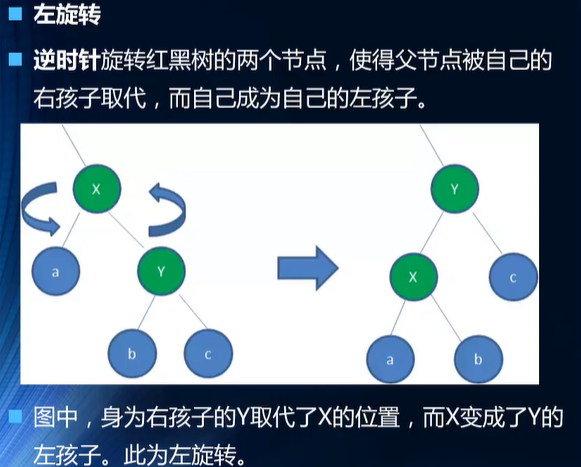 左旋转
逆时针旋转红黑树的两个节点，使得父节点被自己的
右孩子取代，而自己成为自己的左孩子。
X
Y
a
Y
X
c
b
c
a
b
图中，身为右孩子的Y取代了X的位置，而X变成了Y的
左孩子。此为左旋转。